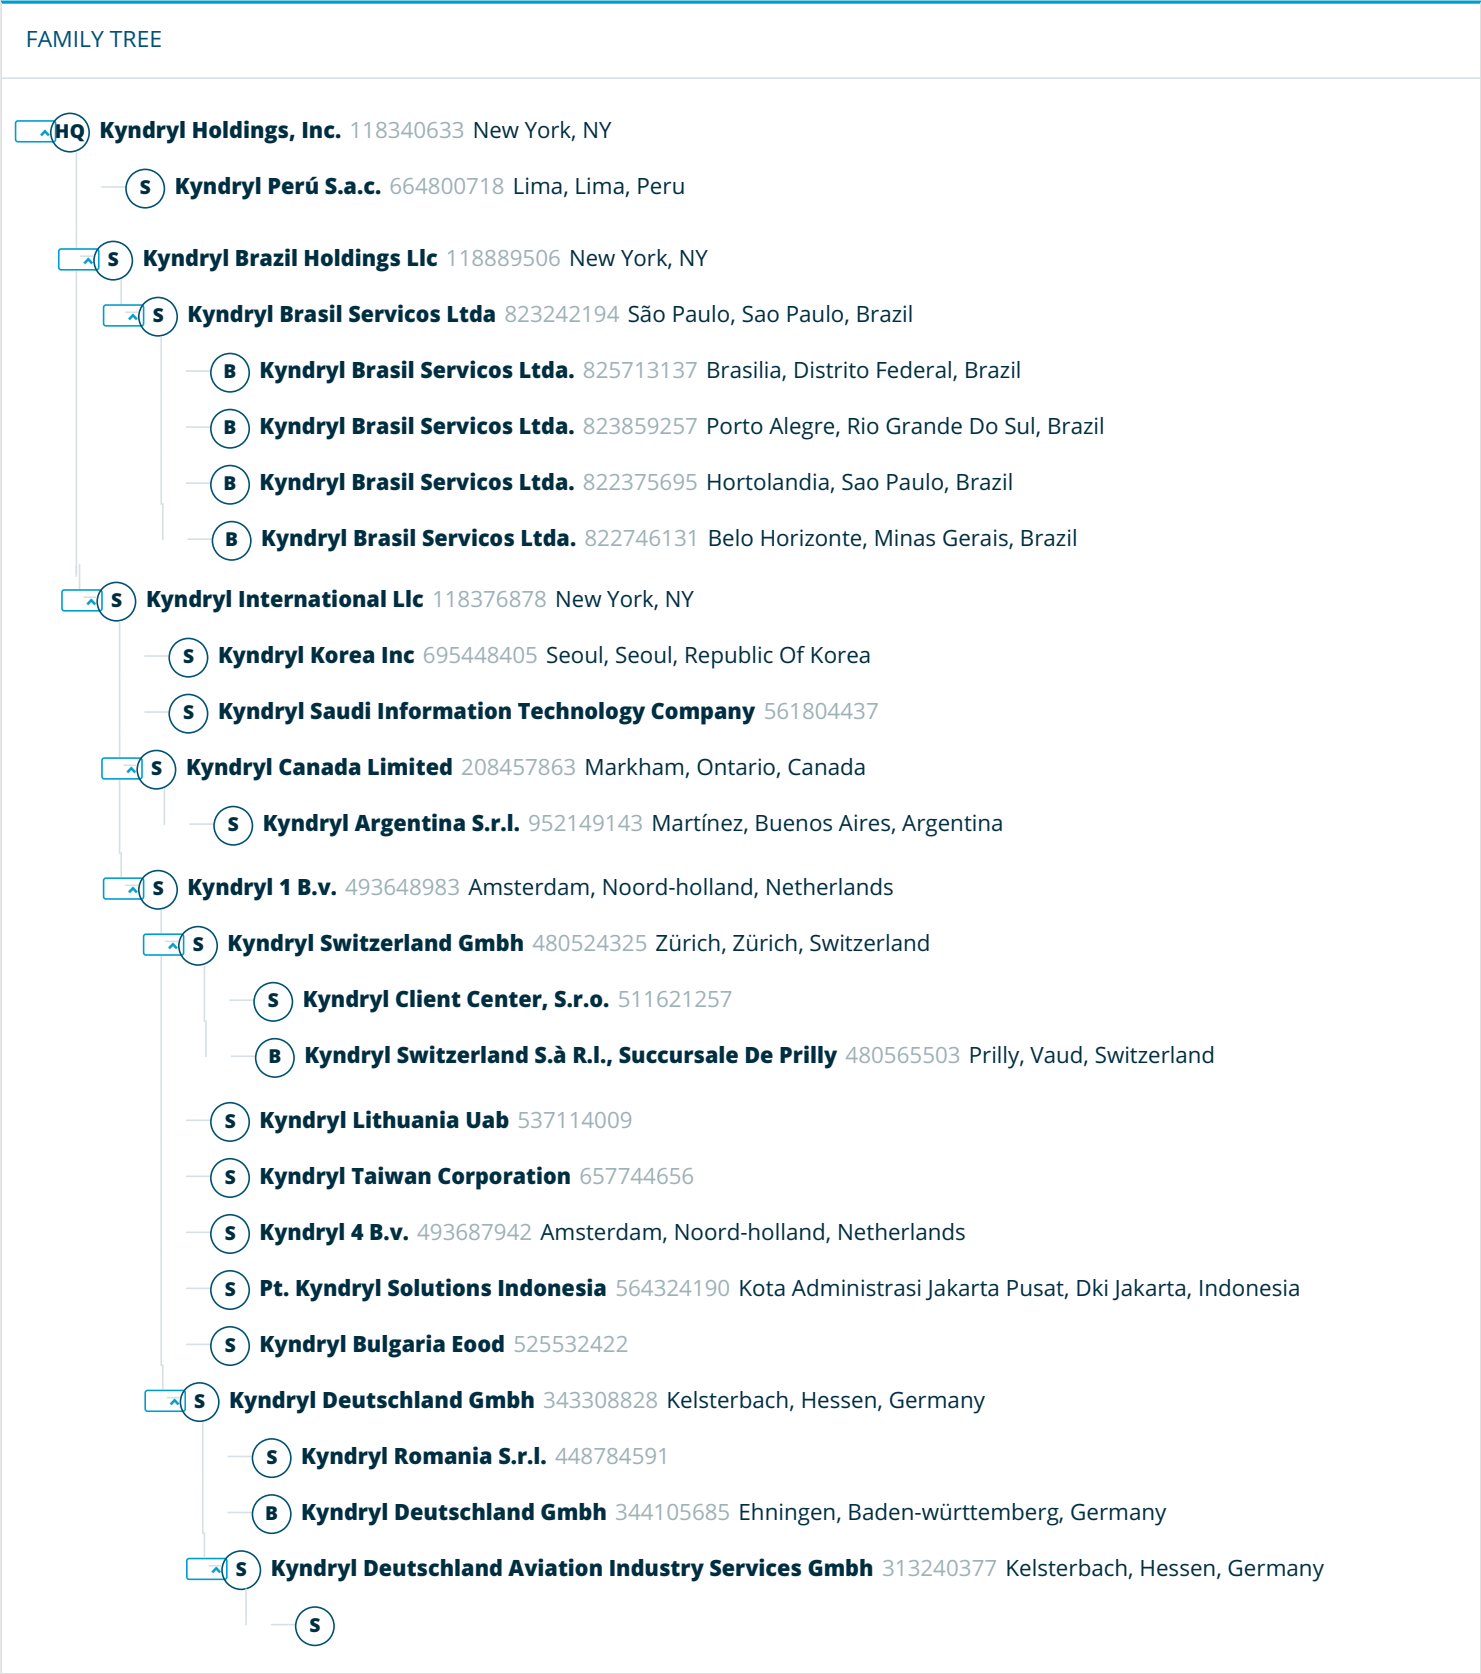 FAMILY TREE
HQ Kyndryl Holdings, Inc. 118340633 New York, NY
S Kyndryl Perú S.a.c. 664800718 Lima, Lima, Peru
S Kyndryl Brazil Holdings Llc 118889506 New York, NY
S Kyndryl Brasil Servicos Ltda 823242194 São Paulo, Sao Paulo, Brazil
B Kyndryl Brasil Servicos Ltda. 825713137 Brasilia, Distrito Federal, Brazil
B Kyndryl Brasil Servicos Ltda. 823859257 Porto Alegre, Rio Grande Do Sul, Brazil
B Kyndryl Brasil Servicos Ltda. 822375695 Hortolandia, Sao Paulo, Brazil
B Kyndryl Brasil Servicos Ltda. 822746131 Belo Horizonte, Minas Gerais, Brazil
S Kyndryl International Llc 118376878 New York, NY
S Kyndryl Korea Inc 695448405 Seoul, Seoul, Republic Of Korea
S Kyndryl Saudi Information Technology Company 561804437
S Kyndryl Canada Limited 208457863 Markham, Ontario, Canada
S Kyndryl Argentina S.r.l. 952149143 Martínez, Buenos Aires, Argentina
S Kyndryl 1 B.v. 493648983 Amsterdam, Noord-holland, Netherlands
S Kyndryl Switzerland Gmbh 480524325 Zürich, Zürich, Switzerland
S Kyndryl Client Center, S.r.o. 511621257
B Kyndryl Switzerland S.à R.l., Succursale De Prilly 480565503 Prilly, Vaud, Switzerland
S Kyndryl Lithuania Uab 537114009
S Kyndryl Taiwan Corporation 657744656
S Kyndryl 4 B.v. 493687942 Amsterdam, Noord-holland, Netherlands
S Pt. Kyndryl Solutions Indonesia 564324190 Kota Administrasi Jakarta Pusat, Dki Jakarta, Indonesia
S Kyndryl Bulgaria Eood 525532422
S Kyndryl Deutschland Gmbh 343308828 Kelsterbach, Hessen, Germany
S Kyndryl Romania S.r.l. 448784591
B Kyndryl Deutschland Gmbh 344105685 Ehningen, Baden-württemberg, Germany
S Kyndryl Deutschland Aviation Industry Services Gmbh 313240377 Kelsterbach, Hessen, Germany
S